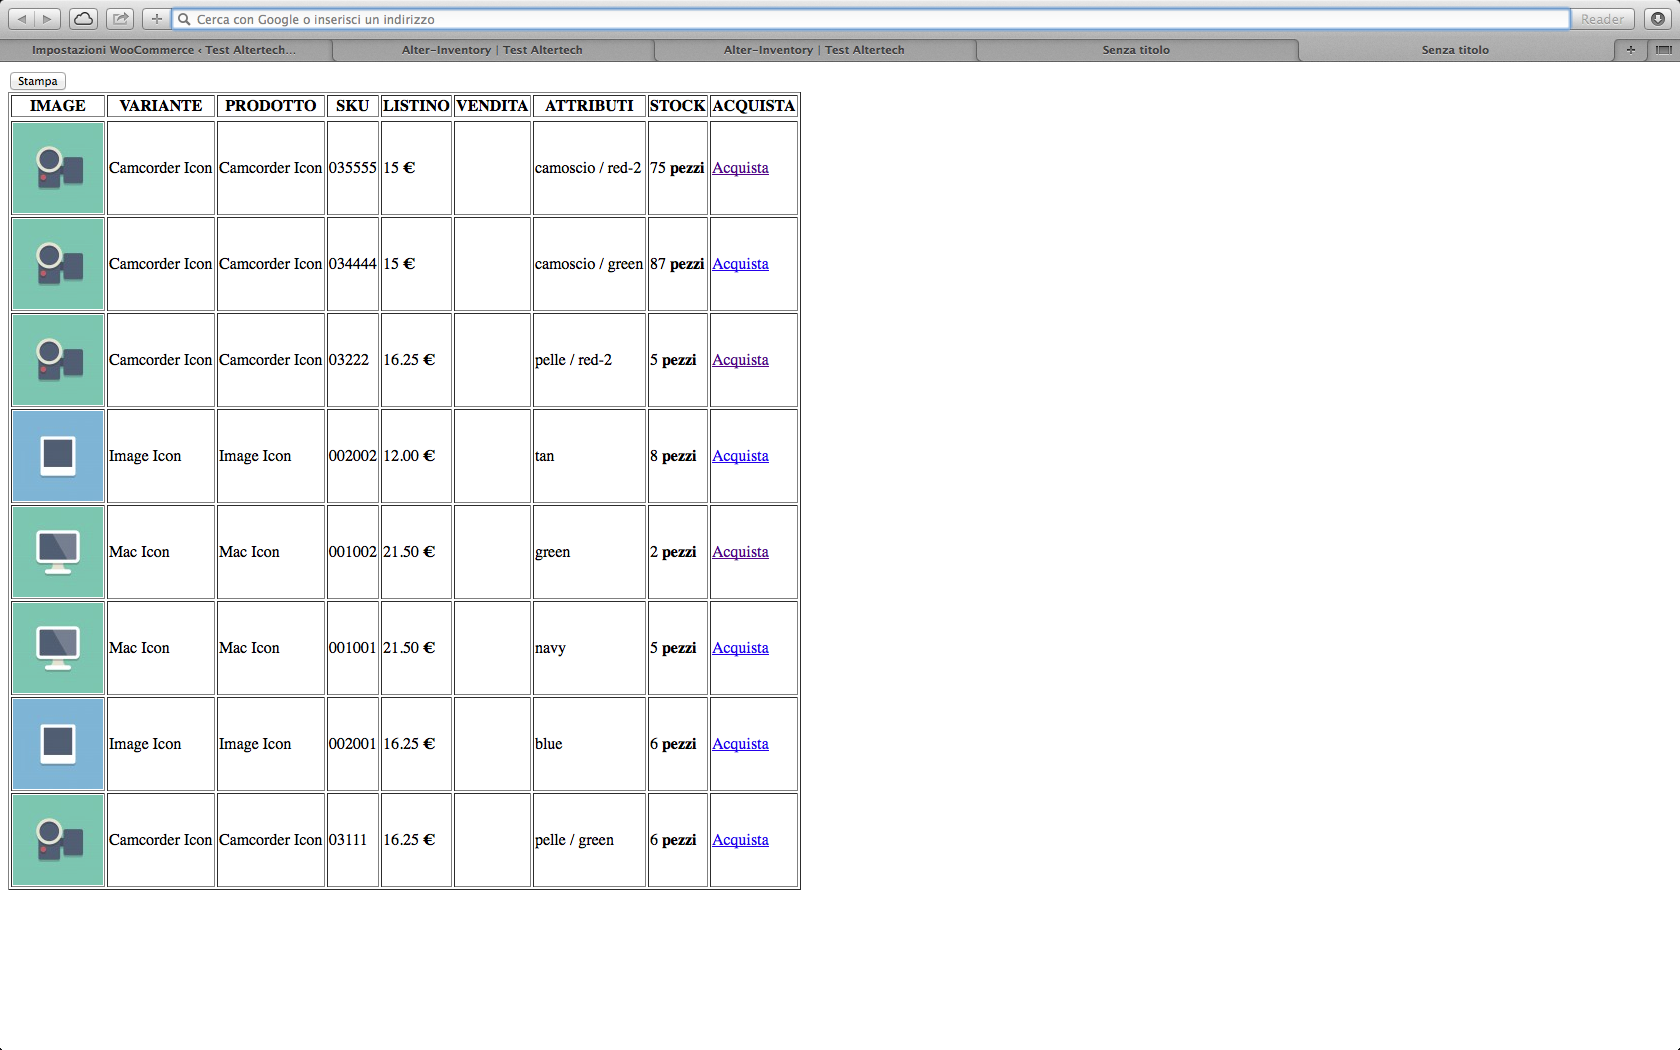 Cerca con Google o inserisci un indirizzo Reader
Impostazioni WooCommerce ‹ Test Altertech... Alter-Inventory | Test Altertech Alter-Inventory | Test Altertech Senza titolo Senza titolo
Stampa
IMAGE VARIANTE PRODOTTO SKU LISTINO VENDITA ATTRIBUTI STOCK ACQUISTA
Camcorder Icon Camcorder Icon 035555 15 € camoscio / red-2 75 pezzi Acquista
Camcorder Icon Camcorder Icon 034444 15 € camoscio / green 87 pezzi Acquista
Camcorder Icon Camcorder Icon 03222 16.25 € pelle / red-2 5 pezzi Acquista
Image Icon Image Icon 002002 12.00 € tan 8 pezzi Acquista
Mac Icon Mac Icon 001002 21.50 € green 2 pezzi Acquista
Mac Icon Mac Icon 001001 21.50 € navy 5 pezzi Acquista
Image Icon Image Icon 002001 16.25 € blue 6 pezzi Acquista
Camcorder Icon Camcorder Icon 03111 16.25 € pelle / green 6 pezzi Acquista